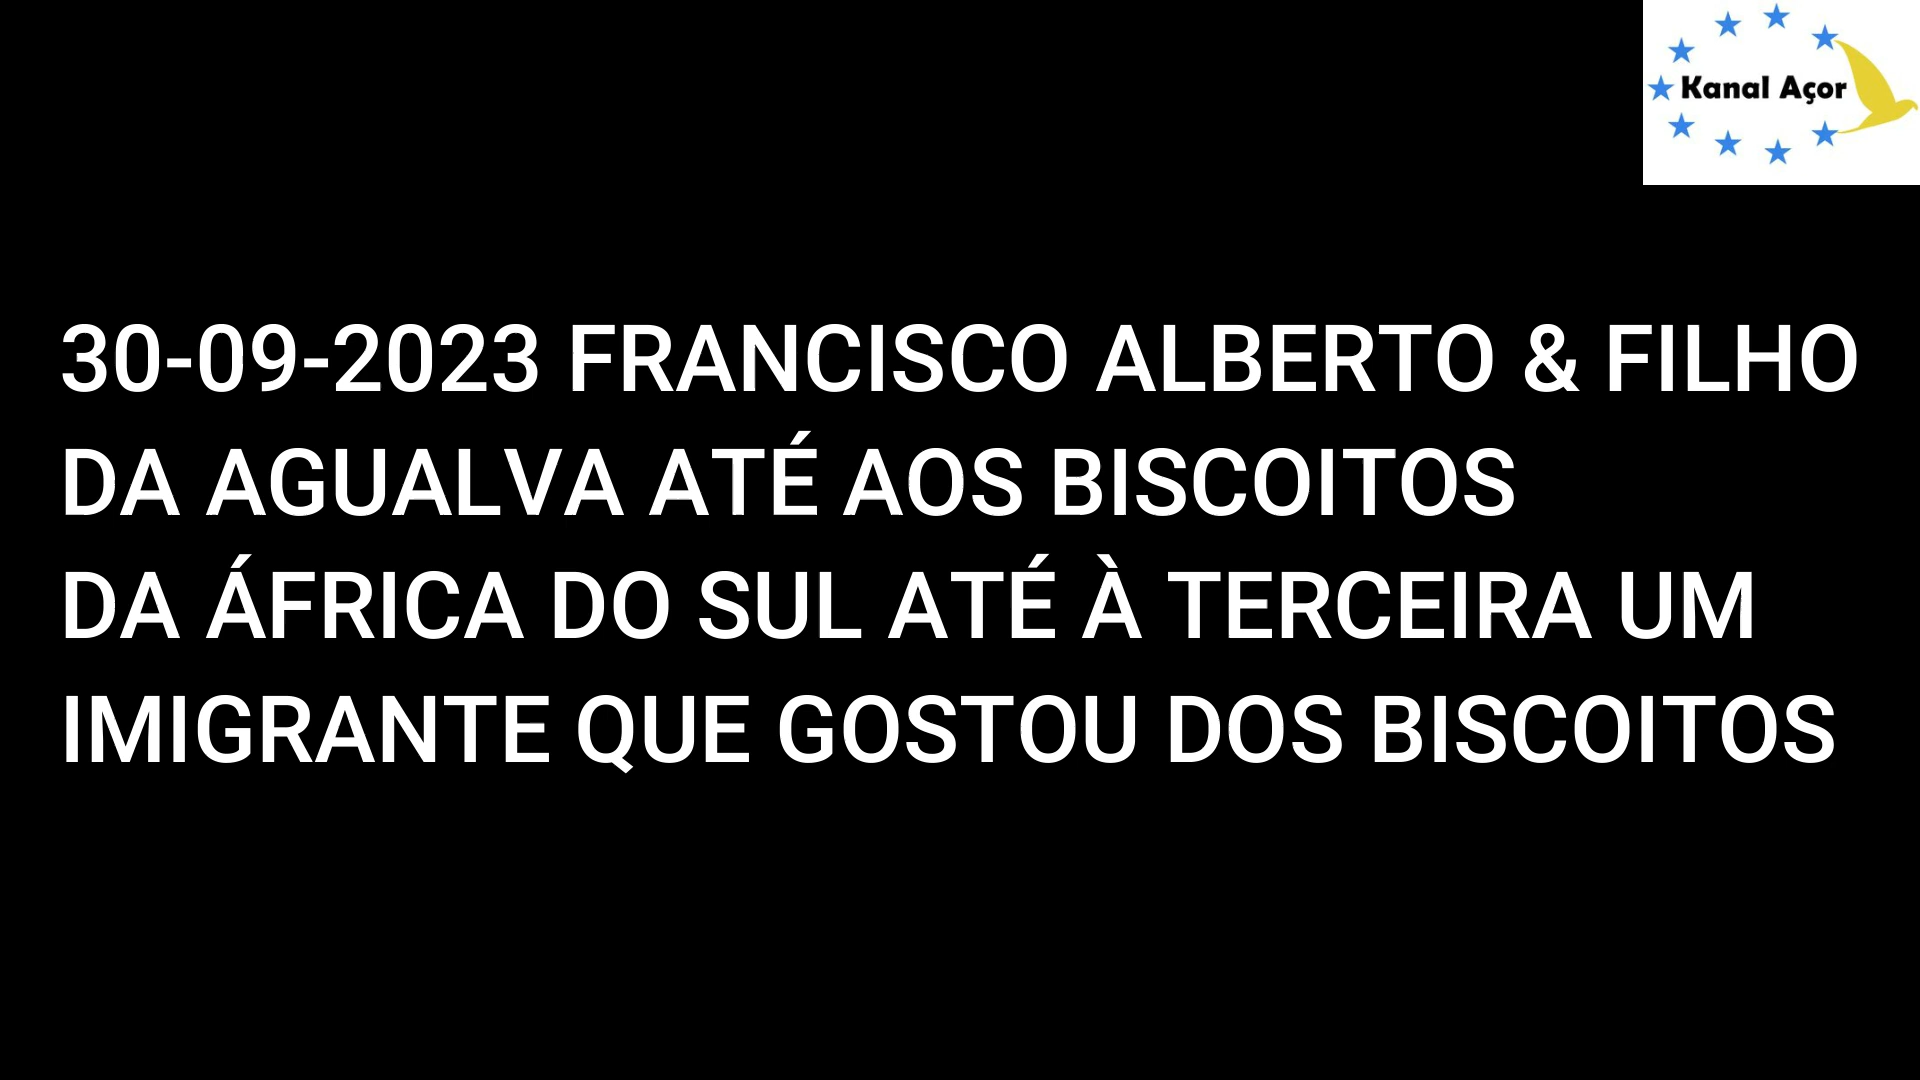 Kanal Açor
30-09-2023 FRANCISCO ALBERTO & FILHO
DA AGUALVA ATÉ AOS BISCOITOS
DA ÁFRICA DO SUL ATÉ À TERCEIRA UM
IMIGRANTE QUE GOSTOU DOS BISCOITOS